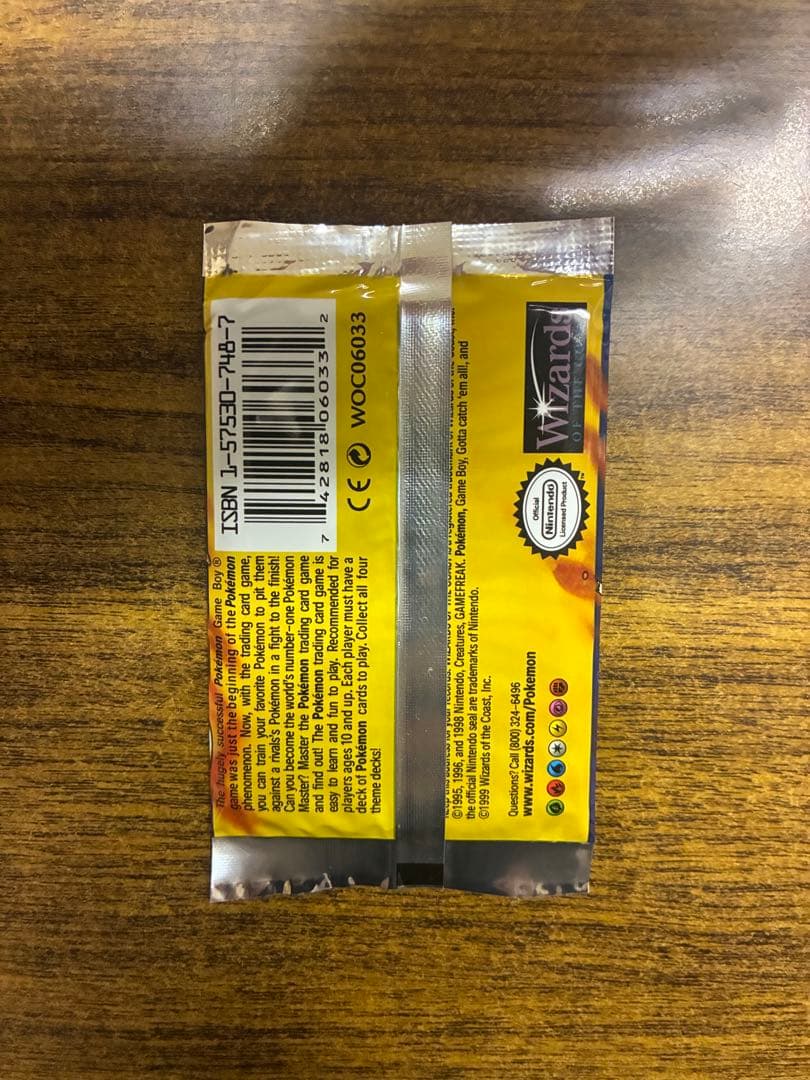 The hugely successful Pokémon Game Boy®
game was just the beginning of the Pokémon
phenomenon. Now, with the trading card game,
you can train your favorite Pokémon to pit them
against a rivals's Pokémon in a fight to the finish!
Can you become the world's number–one Pokémon
Master? Master the Pokémon trading card game
and find out! The Pokémon trading card game is
easy to learn and fun to play. Recommended for
players ages 10 and up. Each player must have a
deck of Pokémon cards to play. Collect all four
theme decks!
ISBN 1-57530-748-7
7 42818 06033 2
CE WOC06033
©1995, 1996, and 1998 Nintendo, Creatures, GAMEFREAK. Pokémon, Game Boy, Gotta catch 'em all!, and
the official Nintendo seal are trademarks of Nintendo.
©1999 Wizards of the Coast, Inc.
Questions? Call (800) 324–6496
www.wizards.com/Pokemon
Official
Nintendo
Licensed Product
TM
Wizards
OF THE